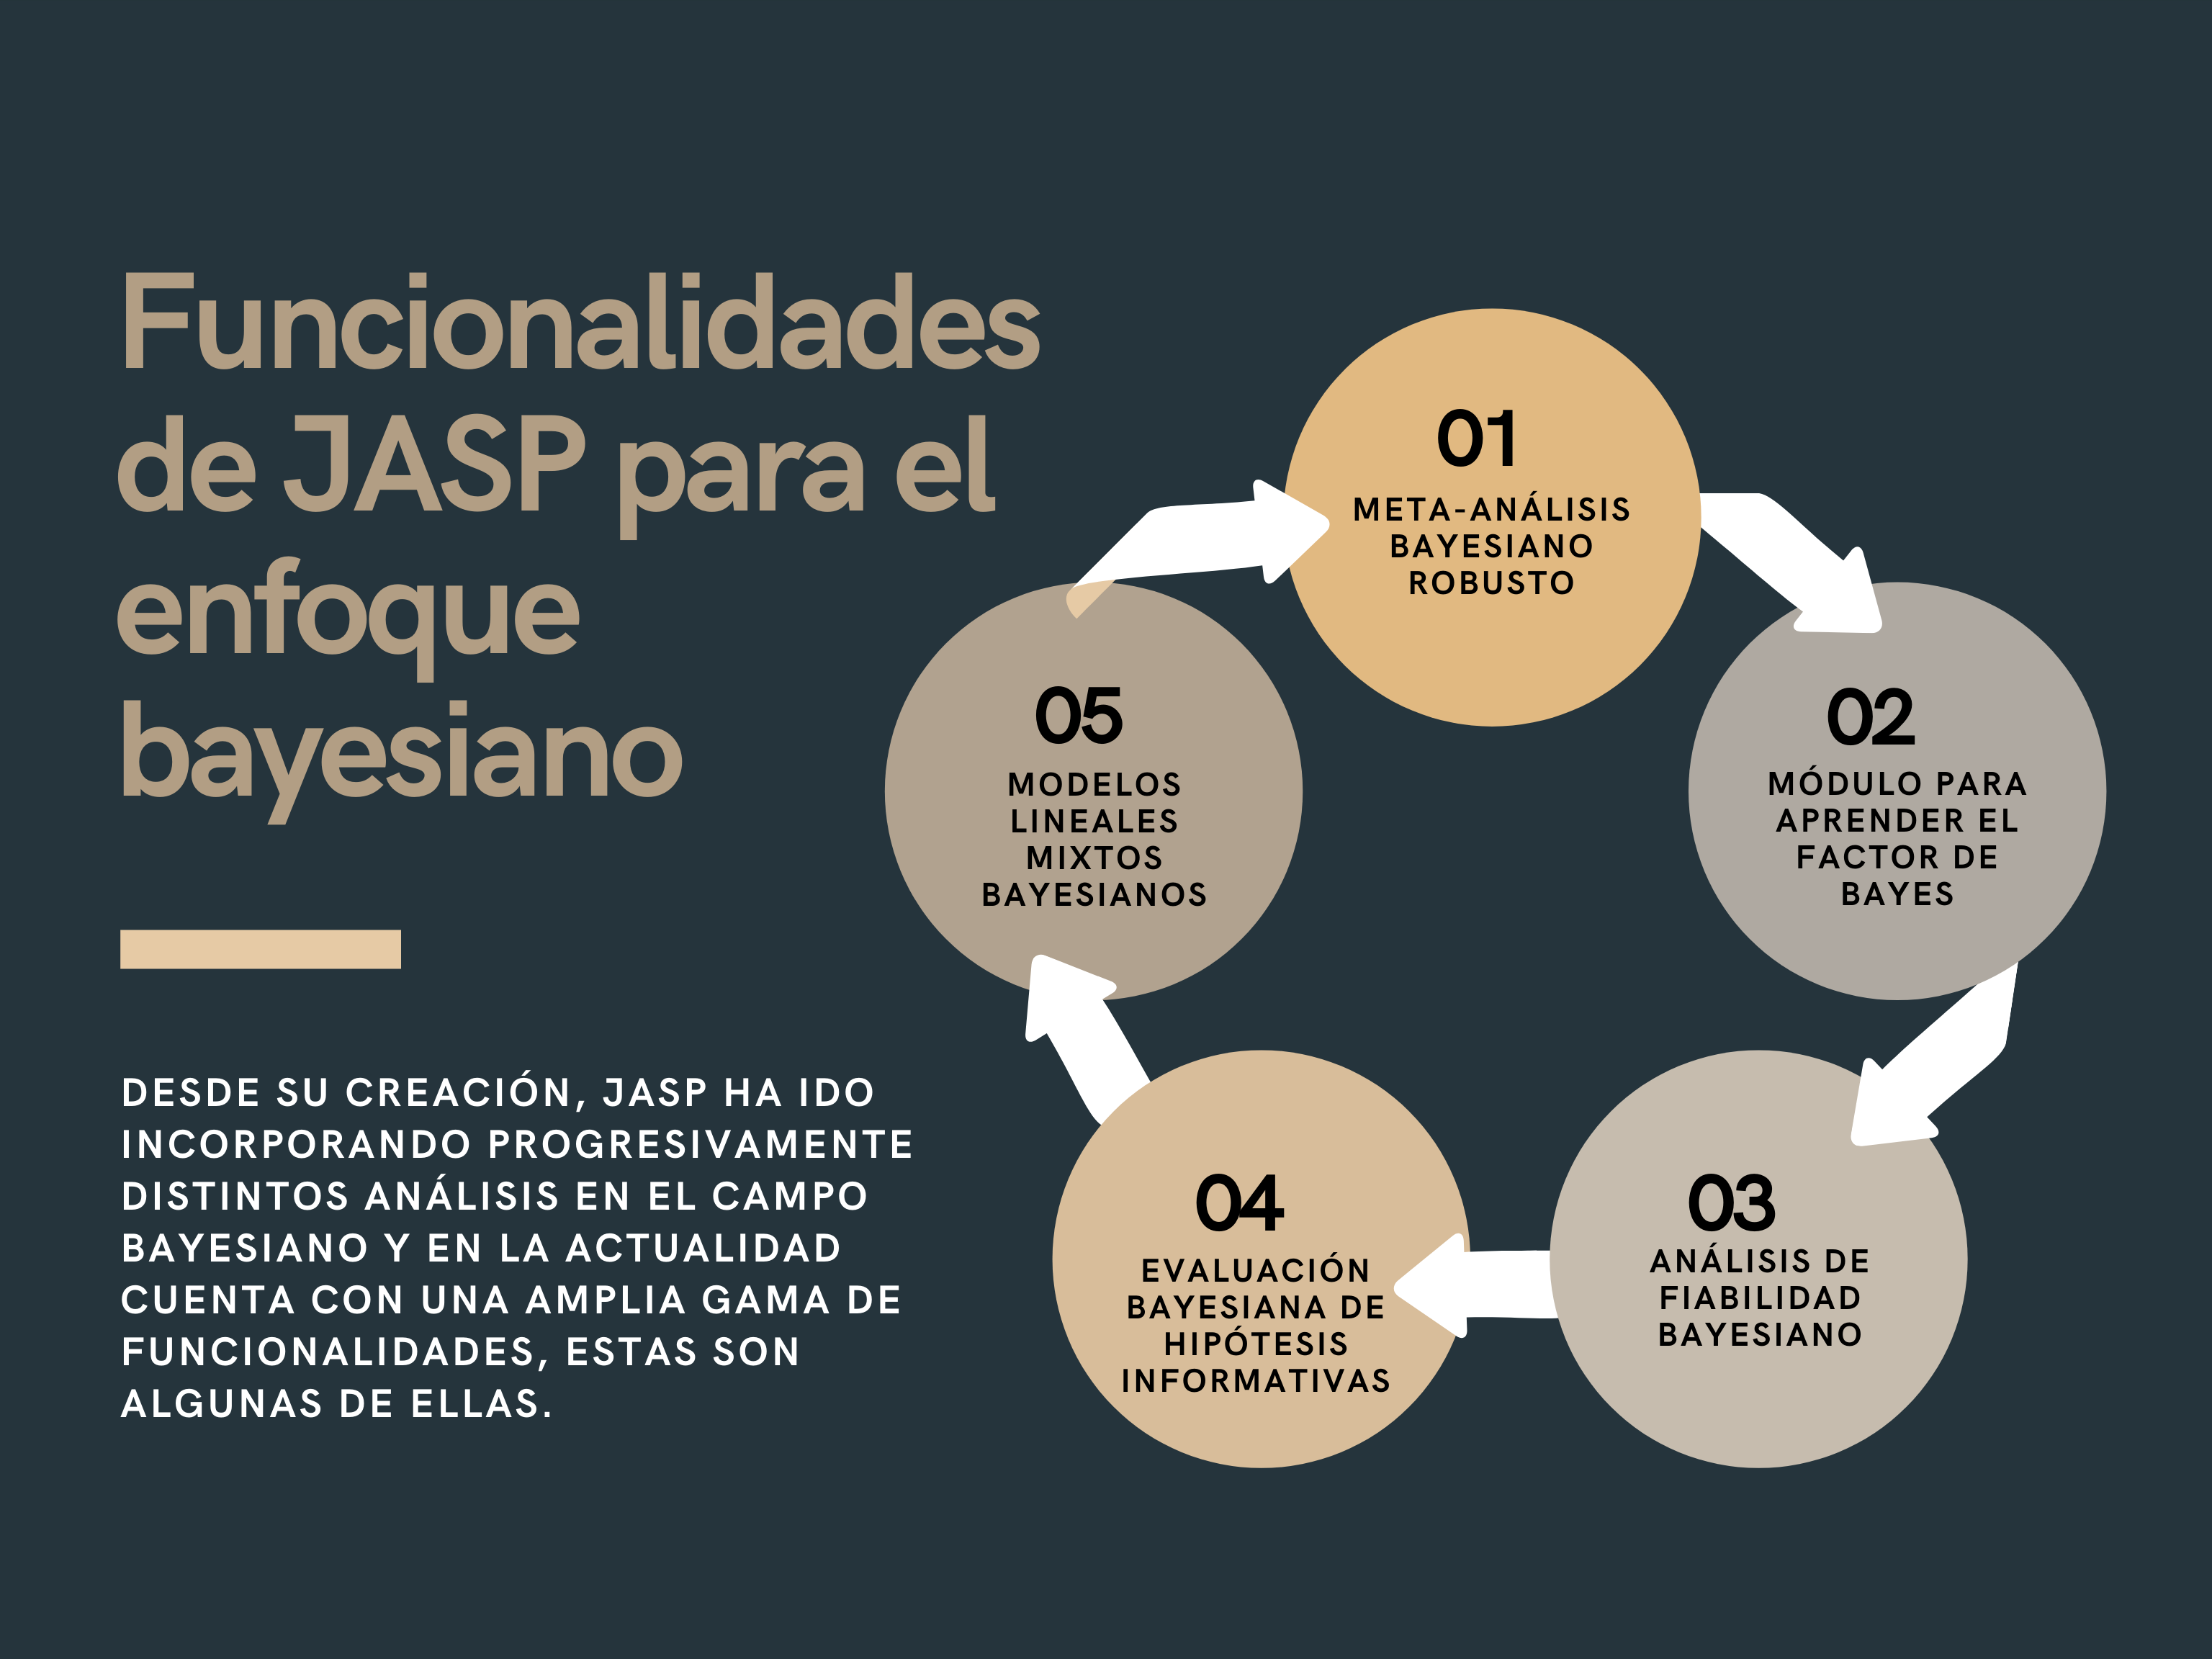 Funcionalidades
de JASP para el
enfoque
bayesiano
DESDE SU CREACIÓN, JASP HA IDO
INCORPORANDO PROGRESIVAMENTE
DISTINTOS ANÁLISIS EN EL CAMPO
BAYESIANO Y EN LA ACTUALIDAD
CUENTA CON UNA AMPLIA GAMA DE
FUNCIONALIDADES, ESTAS SON
ALGUNAS DE ELLAS.
01
META-ANÁLISIS
BAYESIANO
ROBUSTO
02
MÓDULO PARA
APRENDER EL
FACTOR DE
BAYES
03
ANÁLISIS DE
FIABILIDAD
BAYESIANO
04
EVALUACIÓN
BAYESIANA DE
HIPÓTESIS
INFORMATIVAS
05
MODELOS
LINEALES
MIXTOS
BAYESIANOS